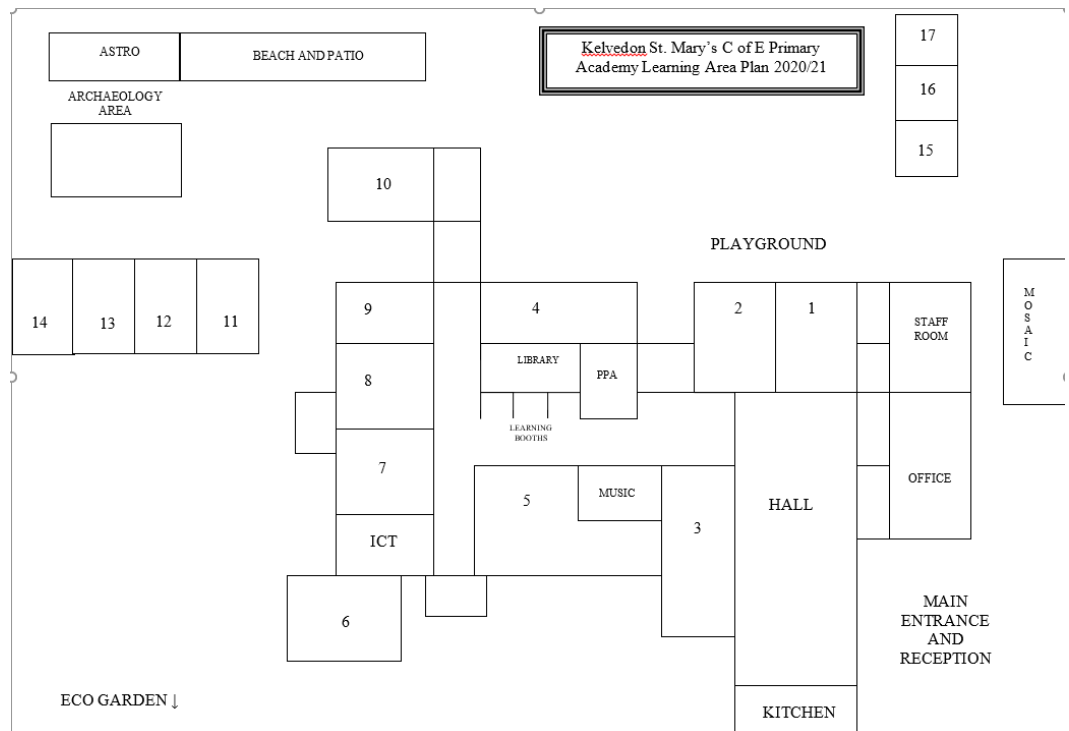 ASTRO
BEACH AND PATIO
Kelvedon St. Mary's C of E Primary
Academy Learning Area Plan 2020/21
17
16
15
ARCHAEOLOGY
AREA
10
PLAYGROUND
14
13
12
11
9
4
2
1
STAFF
ROOM
MOSAIC
8
LIBRARY
PPA
LEARNING
BOOTHS
7
5
MUSIC
3
HALL
OFFICE
ICT
6
MAIN
ENTRANCE
AND
RECEPTION
ECO GARDEN ↓
KITCHEN